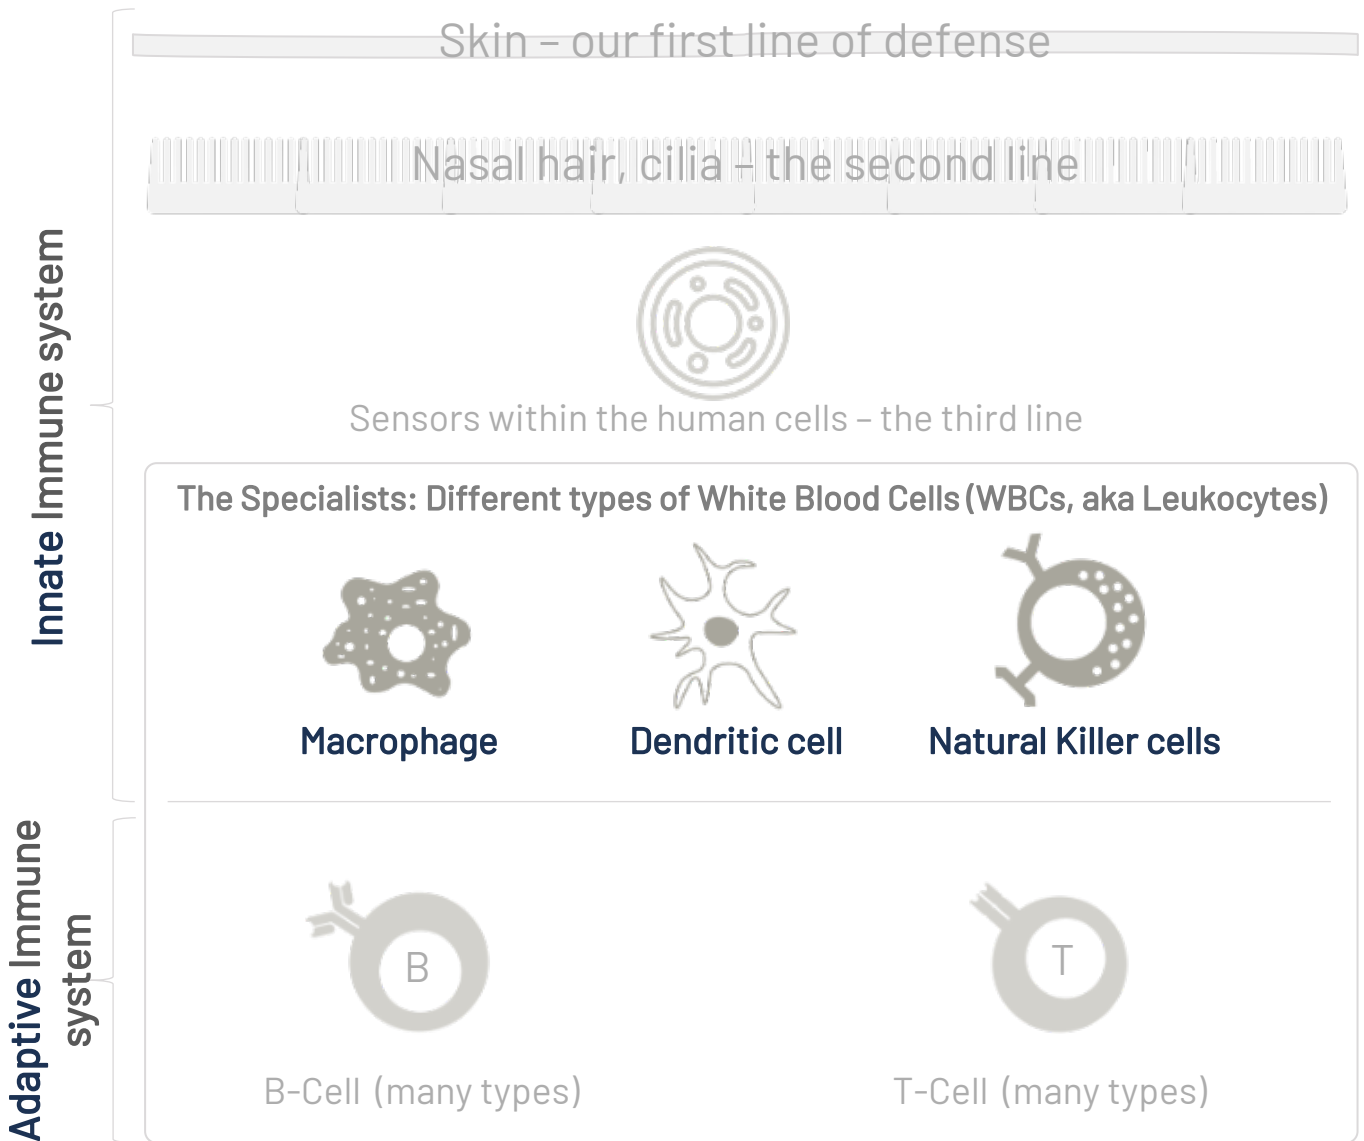 Skin – our first line of defense
Nasal hair, cilia – the second line
Sensors within the human cells – the third line
Innate Immune system
The Specialists: Different types of White Blood Cells (WBCs, aka Leukocytes)
Macrophage
Dendritic cell
Natural Killer cells
Adaptive Immune
system
B
T
B-Cell (many types)
T-Cell (many types)